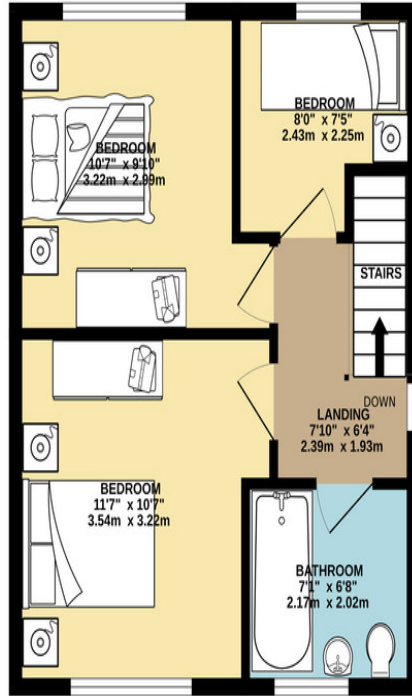 BEDROOM
8'0" x 7'5"
2.43m x 2.25m
BEDROOM
10'7" x 9'10"
3.22m x 2.99m
STAIRS
DOWN
LANDING
7'10" x 6'4"
2.39m x 1.93m
BEDROOM
11'7" x 10'7"
3.54m x 3.22m
BATHROOM
7'1" x 6'8"
2.17m x 2.02m